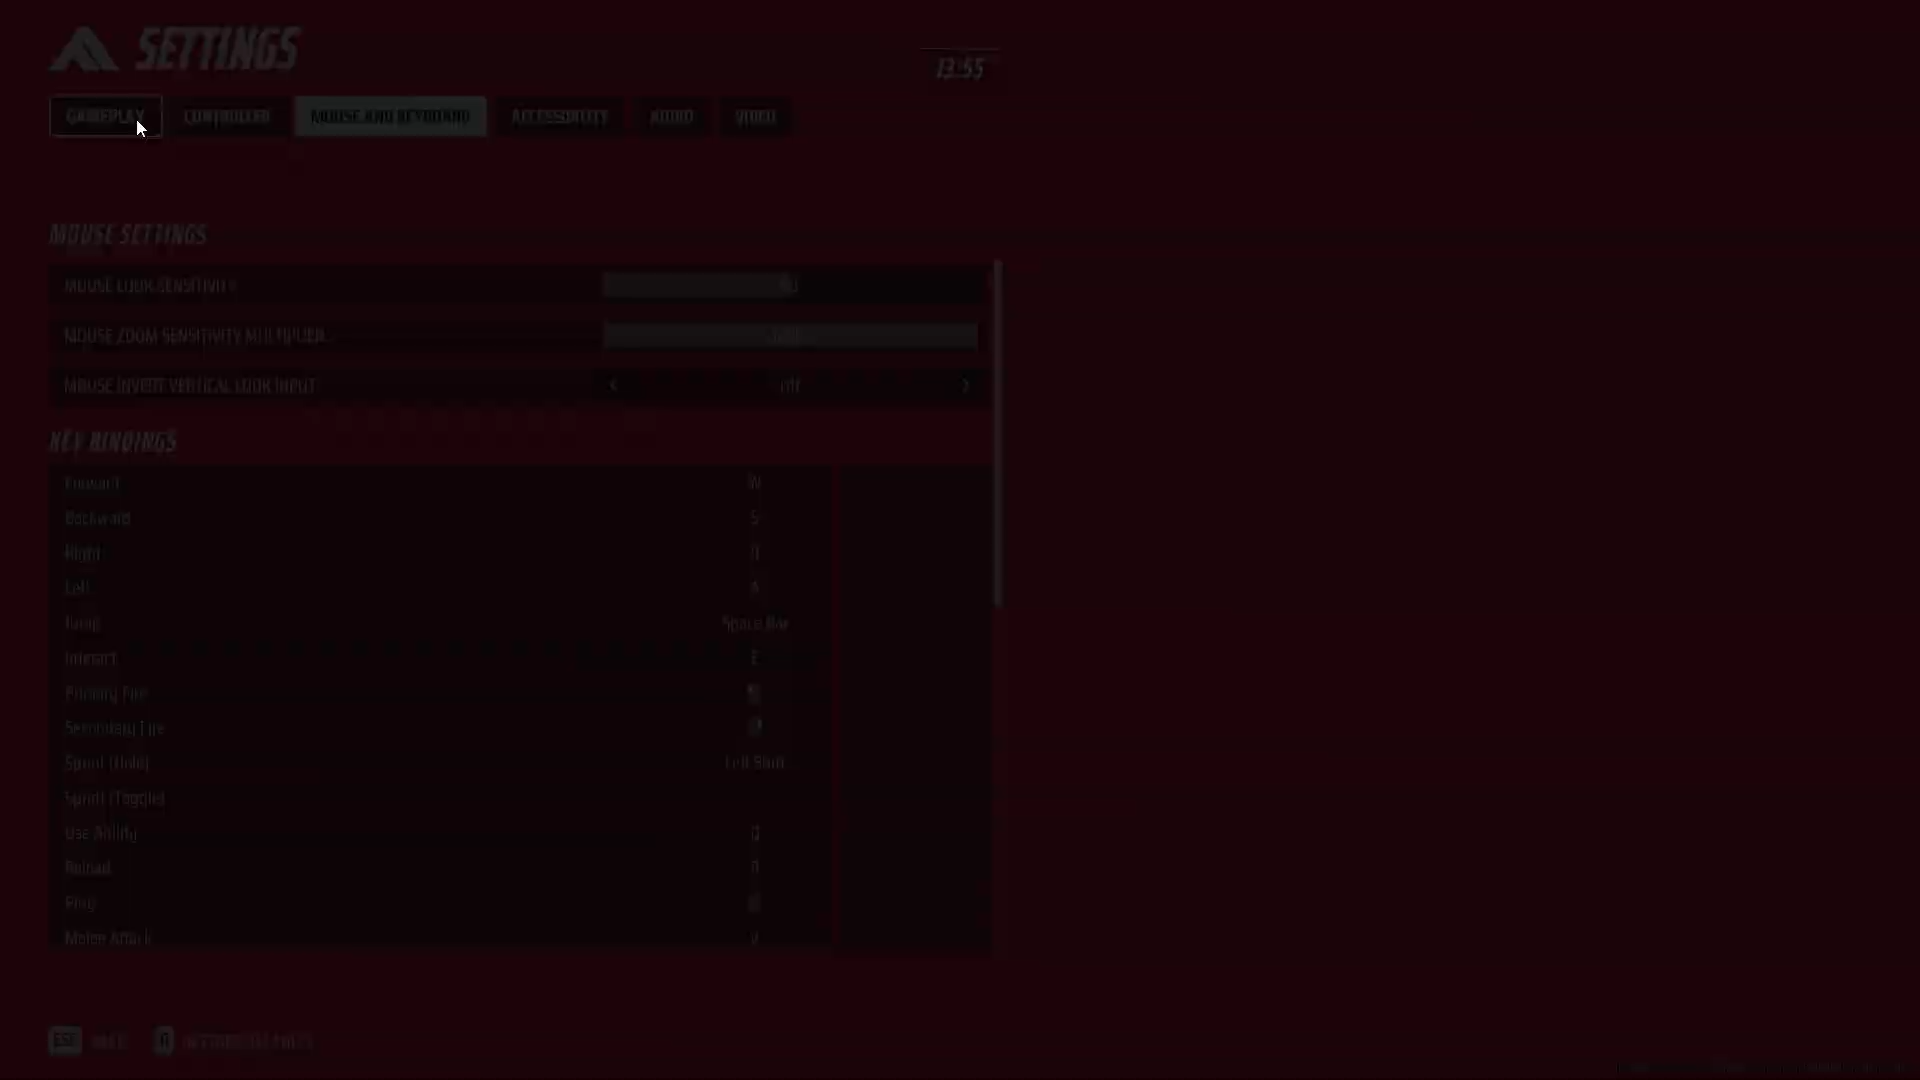 SETTINGS
13:55
GAMEPLAY CONTROLLER MOUSE AND KEYBOARD ACCESSIBILITY AUDIO VIDEO
MOUSE SETTINGS
MOUSE LOOK SENSITIVITY
MOUSE ZOOM SENSITIVITY MULTIPLIER
MOUSE INVERT VERTICAL LOOK INPUT < Off >
KEY BINDINGS
Forward W
Backward S
Right D
Left A
Jump Space Bar
Interact E
Primary Fire
Secondary Fire
Sprint (Hold) Left Shift
Sprint (Toggle)
Use Ability Q
Reload R
Ping
Melee Attack V
ESC BACK R